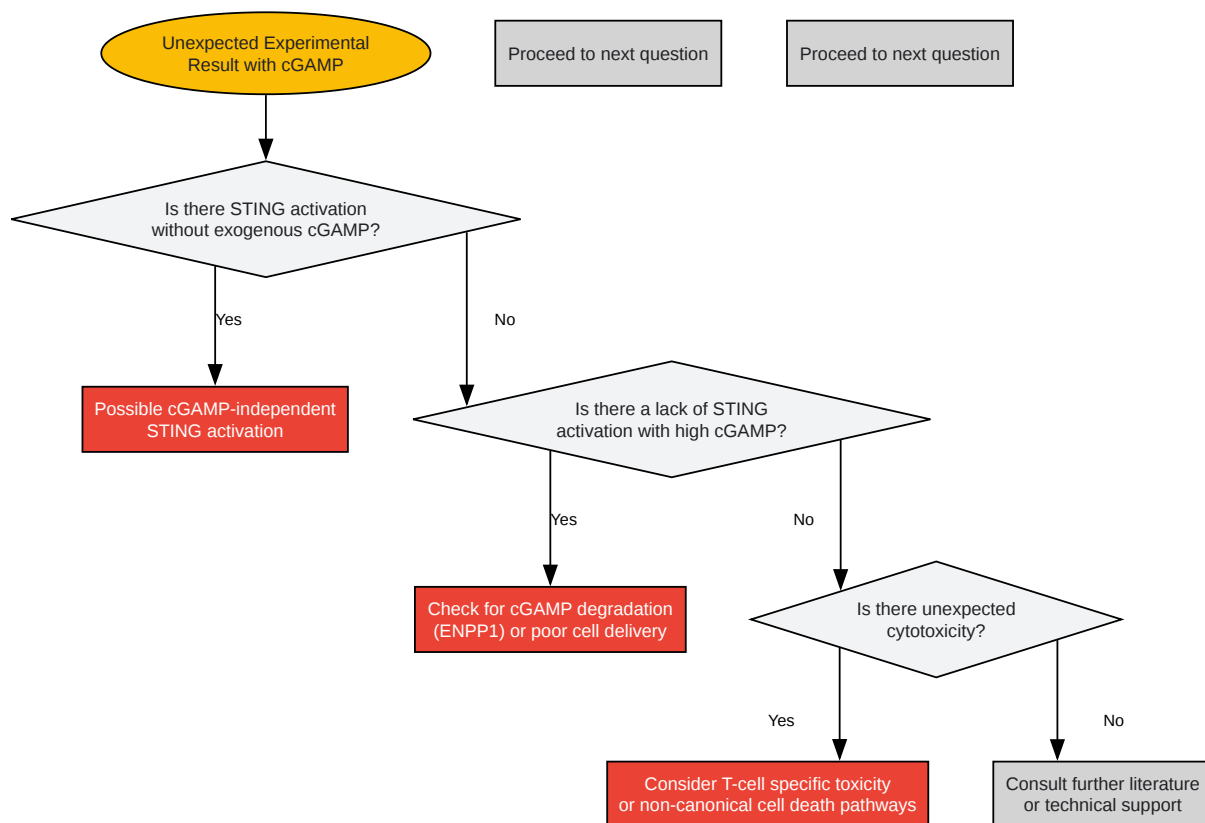 Unexpected Experimental
Result with cGAMP
Proceed to next question
Proceed to next question
Is there STING activation
without exogenous cGAMP?
Yes
No
Possible cGAMP-independent
STING activation
Is there a lack of STING
activation with high cGAMP?
Yes
No
Check for cGAMP degradation
(ENPP1) or poor cell delivery
Is there unexpected
cytotoxicity?
Yes
No
Consider T-cell specific toxicity
or non-canonical cell death pathways
Consult further literature
or technical support